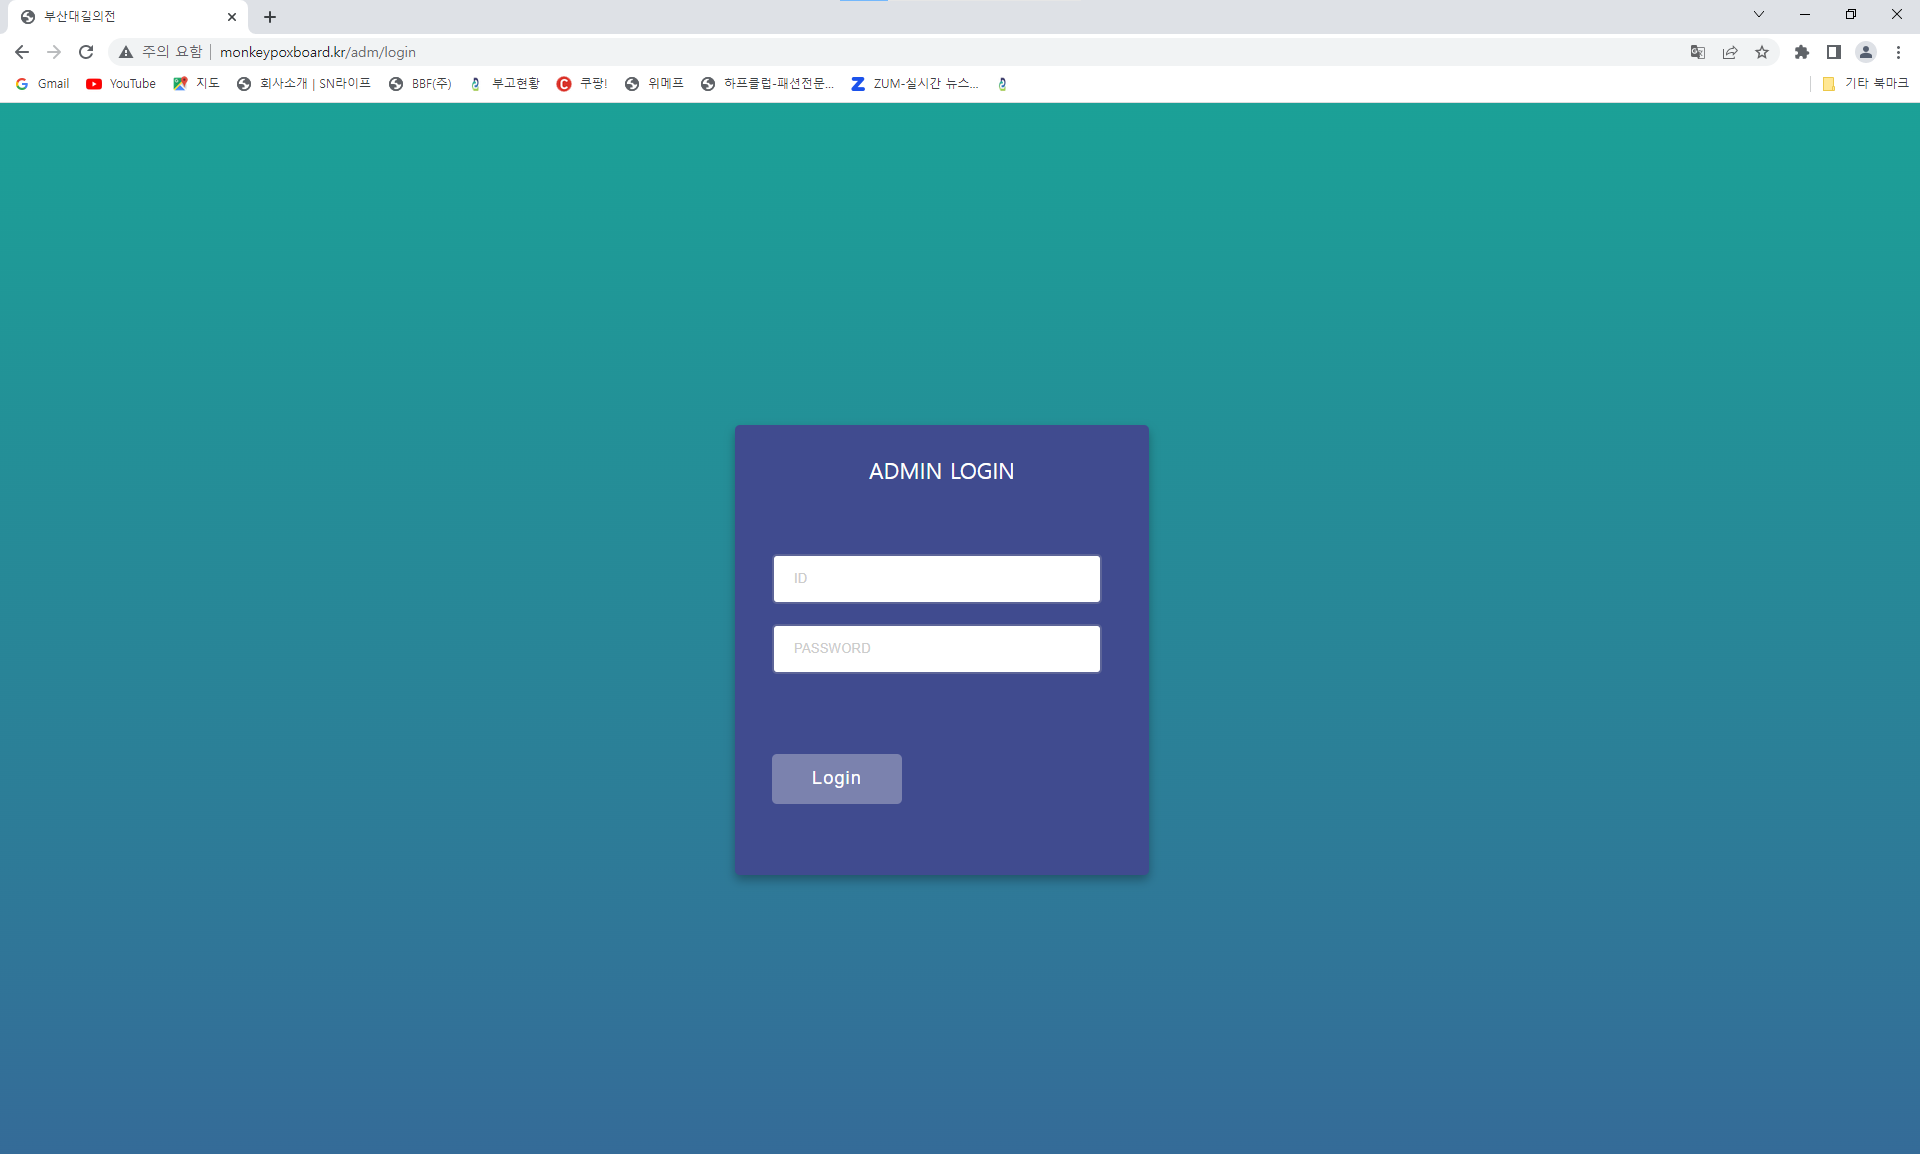 부산대길의전
주의 요함 monkeypoxboard.kr/adm/login
Gmail YouTube 지도 회사소개 | SN라이프 BBF(주) 부고현황 쿠팡! 위메프 하프클럽-패션전문... ZUM-실시간 뉴스... 기타 북마크
ADMIN LOGIN
ID
PASSWORD
Login